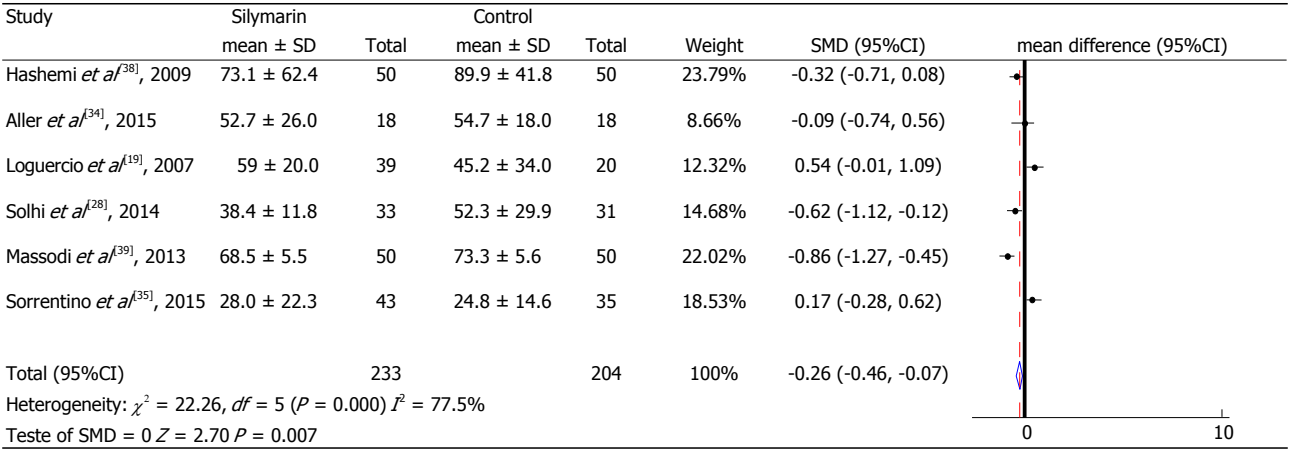 Study Silymarin Control
mean ± SD Total mean ± SD Total Weight SMD (95%CI) mean difference (95%CI)
Hashemi et al[38], 2009 73.1 ± 62.4 50 89.9 ± 41.8 50 23.79% -0.32 (-0.71, 0.08)
Aller et al[34], 2015 52.7 ± 26.0 18 54.7 ± 18.0 18 8.66% -0.09 (-0.74, 0.56)
Loguercio et al[19], 2007 59 ± 20.0 39 45.2 ± 34.0 20 12.32% 0.54 (-0.01, 1.09)
Solhi et al[28], 2014 38.4 ± 11.8 33 52.3 ± 29.9 31 14.68% -0.62 (-1.12, -0.12)
Massodi et al[39], 2013 68.5 ± 5.5 50 73.3 ± 5.6 50 22.02% -0.86 (-1.27, -0.45)
Sorrentino et al[35], 2015 28.0 ± 22.3 43 24.8 ± 14.6 35 18.53% 0.17 (-0.28, 0.62)
Total (95%CI) 233 204 100% -0.26 (-0.46, -0.07)
Heterogeneity: χ² = 22.26, df = 5 (P = 0.000) I² = 77.5%
Teste of SMD = 0 Z = 2.70 P = 0.007
0 10